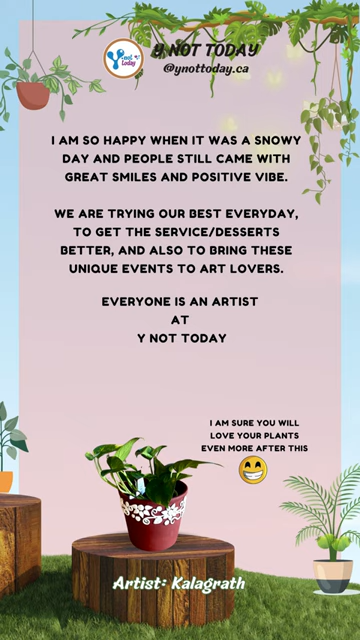 Y not
today
Y NOT TODAY
@ynottoday.ca
I AM SO HAPPY WHEN IT WAS A SNOWY
DAY AND PEOPLE STILL CAME WITH
GREAT SMILES AND POSITIVE VIBE.
WE ARE TRYING OUR BEST EVERYDAY,
TO GET THE SERVICE/DESSERTS
BETTER, AND ALSO TO BRING THESE
UNIQUE EVENTS TO ART LOVERS.
EVERYONE IS AN ARTIST
AT
Y NOT TODAY
I AM SURE YOU WILL
LOVE YOUR PLANTS
EVEN MORE AFTER THIS
Artist: Kalagrath